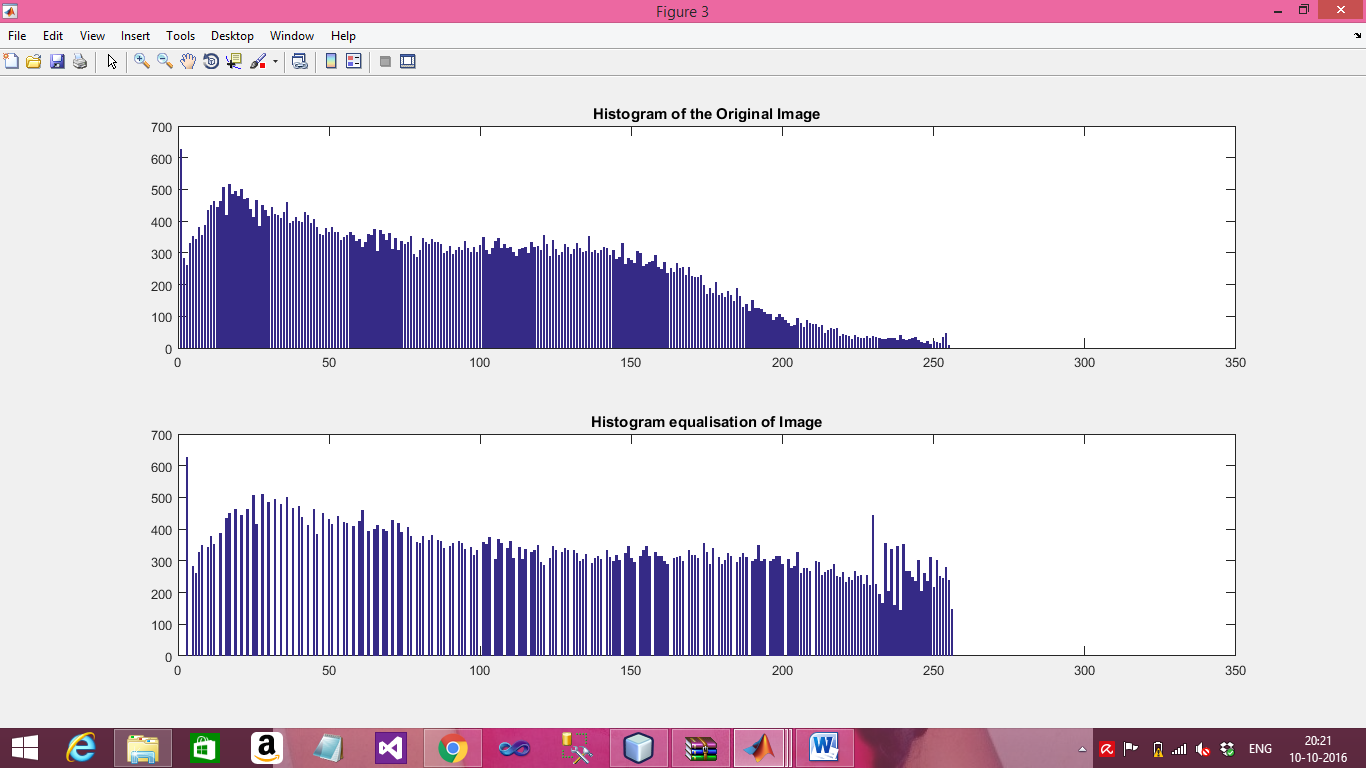 Figure 3
File Edit View Insert Tools Desktop Window Help
Histogram of the Original Image
700
600
500
400
300
200
100
0
0 50 100 150 200 250 300 350
Histogram equalisation of Image
700
600
500
400
300
200
100
0
0 50 100 150 200 250 300 350
ENG
20:21
10-10-2016